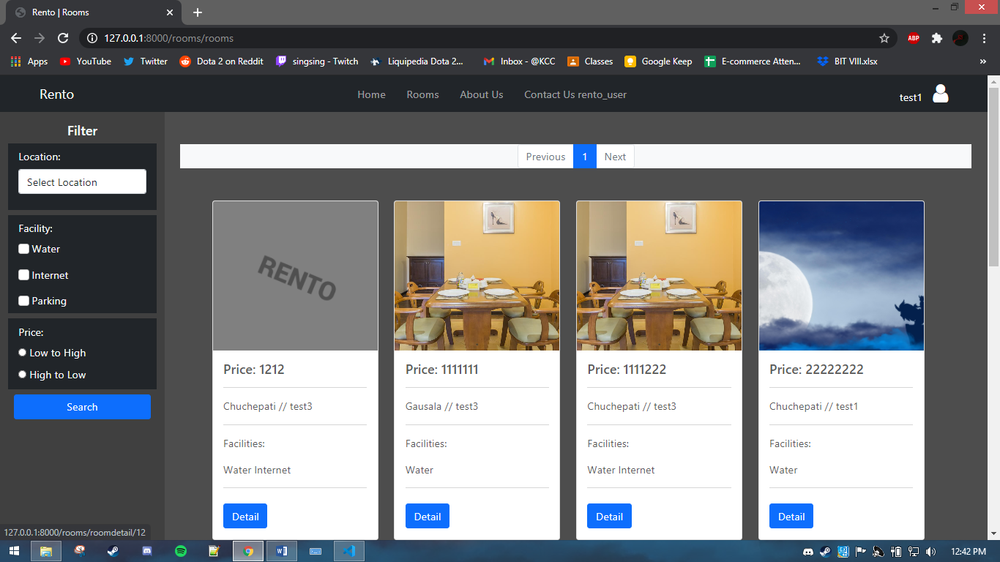 Rento | Rooms
127.0.0.1:8000/rooms/rooms
ABP
Apps YouTube Twitter Dota 2 on Reddit singsing - Twitch Liquipedia Dota 2... Inbox - @KCC Classes Google Keep E-commerce Atten... BIT VIII.xlsx »
Rento Home Rooms About Us Contact Us rento_user test1
Filter
Location:
Select Location
Facility:
Water
Internet
Parking
Price:
Low to High
High to Low
Search
Previous 1 Next
RENTO
Price: 1212
Chuchepati // test3
Facilities:
Water Internet
Detail
Price: 1111111
Gausala // test3
Facilities:
Water
Detail
Price: 1111222
Chuchepati // test3
Facilities:
Water Internet
Detail
Price: 22222222
Chuchepati // test1
Facilities:
Water
Detail
127.0.0.1:8000/rooms/roomdetail/12
12:42 PM